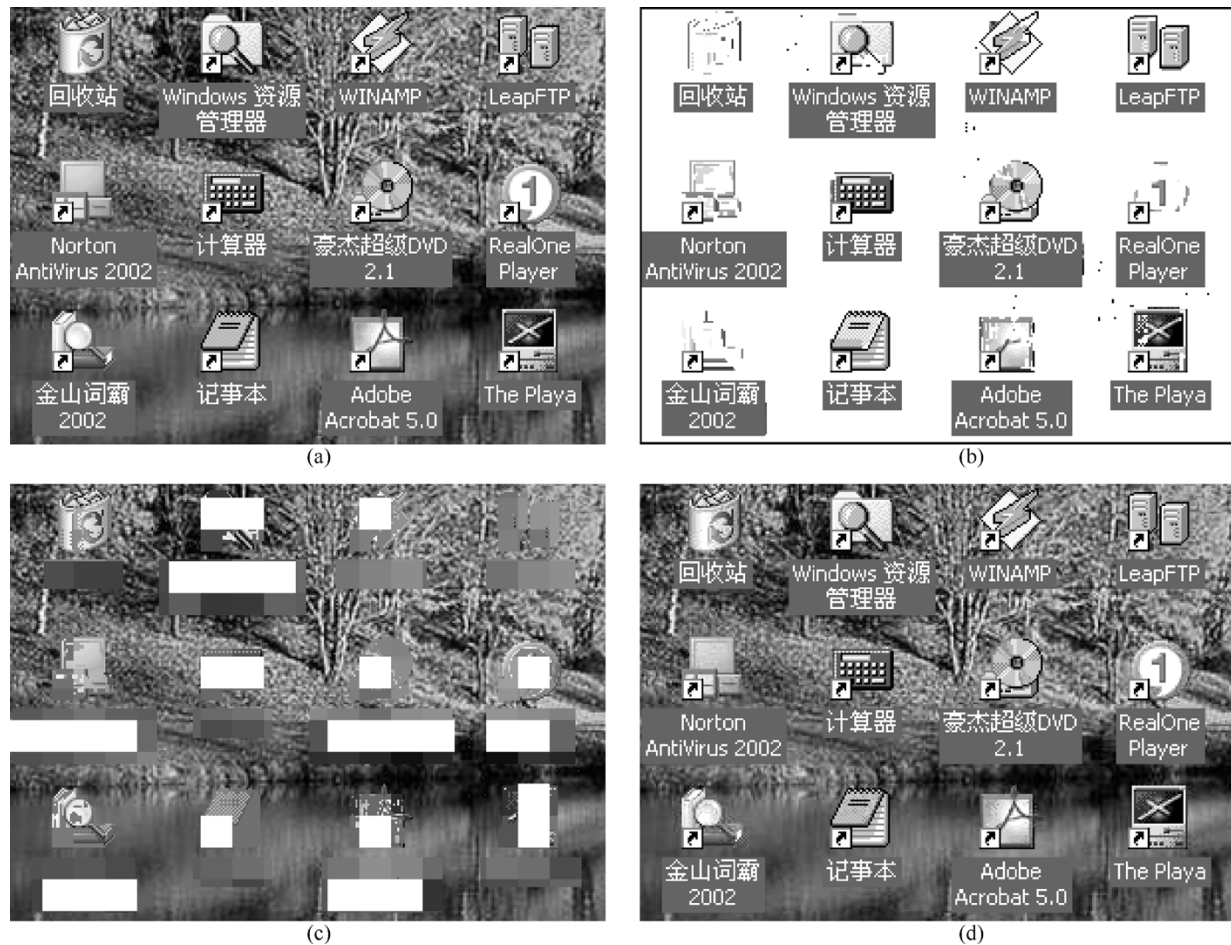 回收站
Windows 资源
管理器
WINAMP
LeapFTP
Norton
AntiVirus 2002
计算器
豪杰超级DVD
2.1
RealOne
Player
金山词霸
2002
记事本
Adobe
Acrobat 5.0
The Playa
(a)
回收站
Windows 资源
管理器
WINAMP
LeapFTP
Norton
AntiVirus 2002
计算器
豪杰超级DVD
2.1
RealOne
Player
金山词霸
2002
记事本
Adobe
Acrobat 5.0
The Playa
(b)
(c)
回收站
Windows 资源
管理器
WINAMP
LeapFTP
Norton
AntiVirus 2002
计算器
豪杰超级DVD
2.1
RealOne
Player
金山词霸
2002
记事本
Adobe
Acrobat 5.0
The Playa
(d)